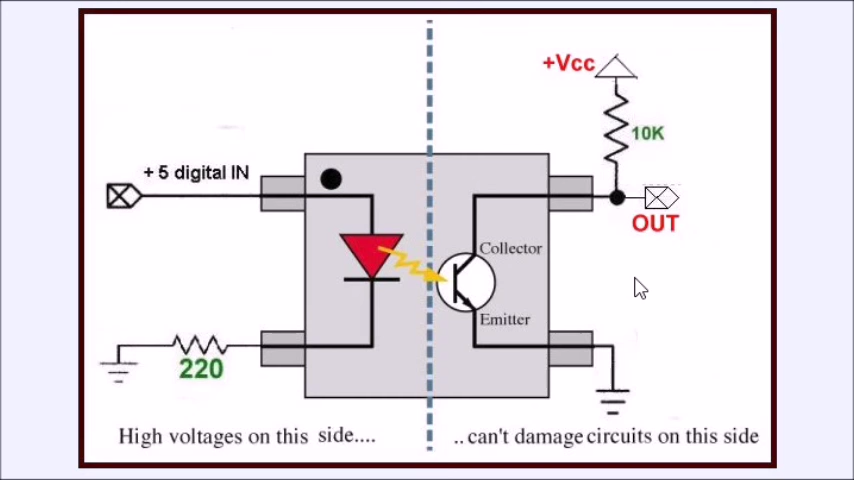 +Vcc
10K
+ 5 digital IN
OUT
Collector
Emitter
220
High voltages on this side....
..can't damage circuits on this side